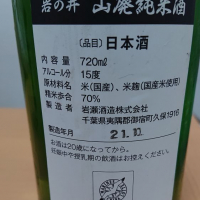 岩の井 山廃純米酒
(品目) 日本酒
内容量 720ml
アルコール分 15度
原材料名 米(国産)、米麹(国産米使用)
精米歩合 70%
製造者 岩瀬酒造株式会社
千葉県夷隅郡御宿町久保1916
製造年月 21.10.
お酒は20歳になってから。
妊娠中や授乳期の飲酒はお控えください。